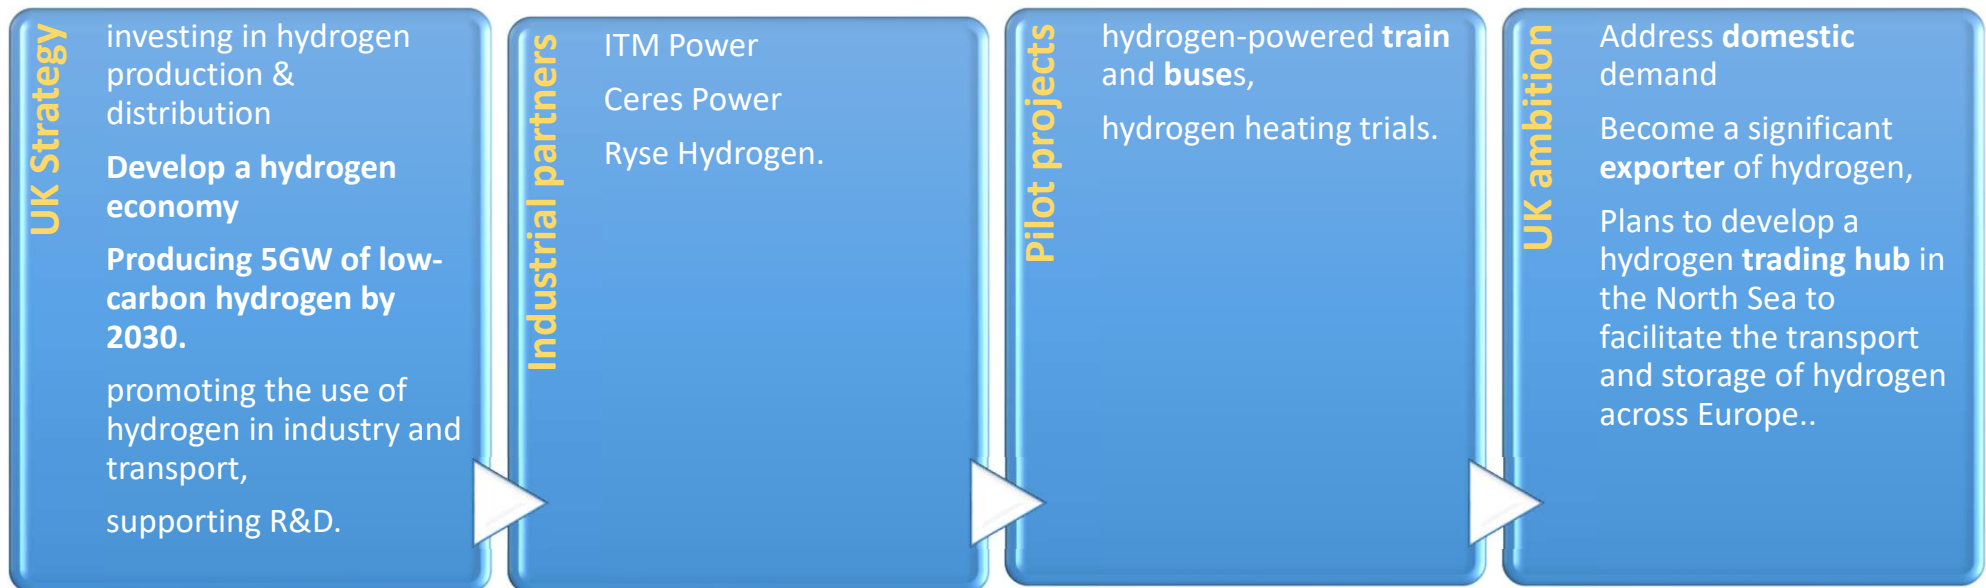 UK Strategy
investing in hydrogen
production &
distribution
Develop a hydrogen
economy
Producing 5GW of low-
carbon hydrogen by
2030.
promoting the use of
hydrogen in industry and
transport,
supporting R&D.
Industrial partners
ITM Power
Ceres Power
Ryse Hydrogen.
Pilot projects
hydrogen-powered train
and buses,
hydrogen heating trials.
UK ambition
Address domestic
demand
Become a significant
exporter of hydrogen,
Plans to develop a
hydrogen trading hub in
the North Sea to
facilitate the transport
and storage of hydrogen
across Europe..